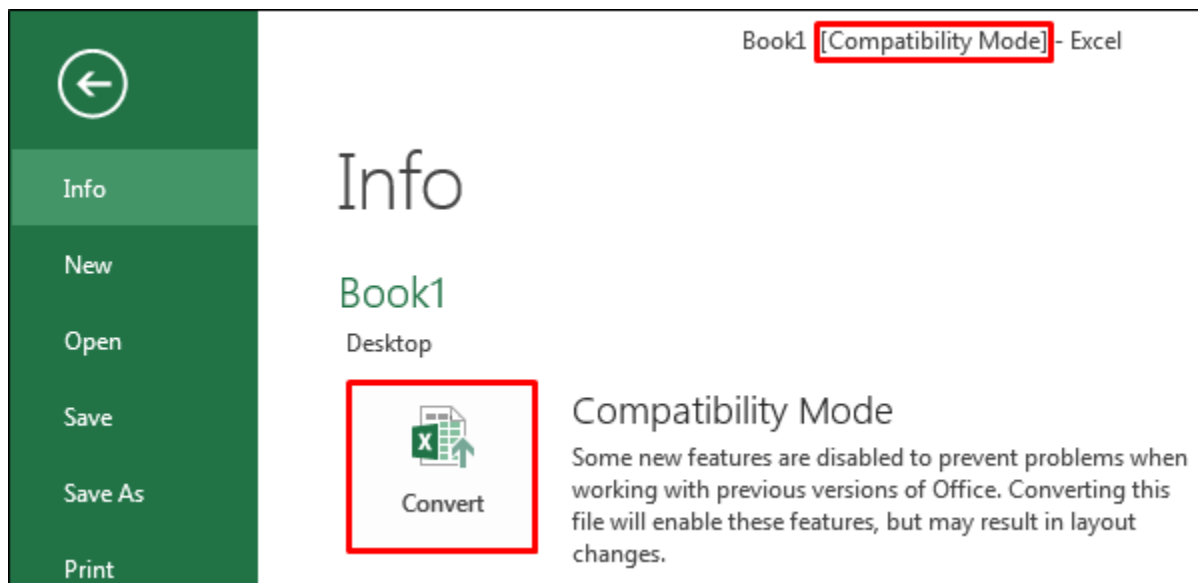 Book1 [Compatibility Mode] - Excel
Info
New
Open
Save
Save As
Print
Info
Book1
Desktop
Convert
Compatibility Mode
Some new features are disabled to prevent problems when
working with previous versions of Office. Converting this
file will enable these features, but may result in layout
changes.